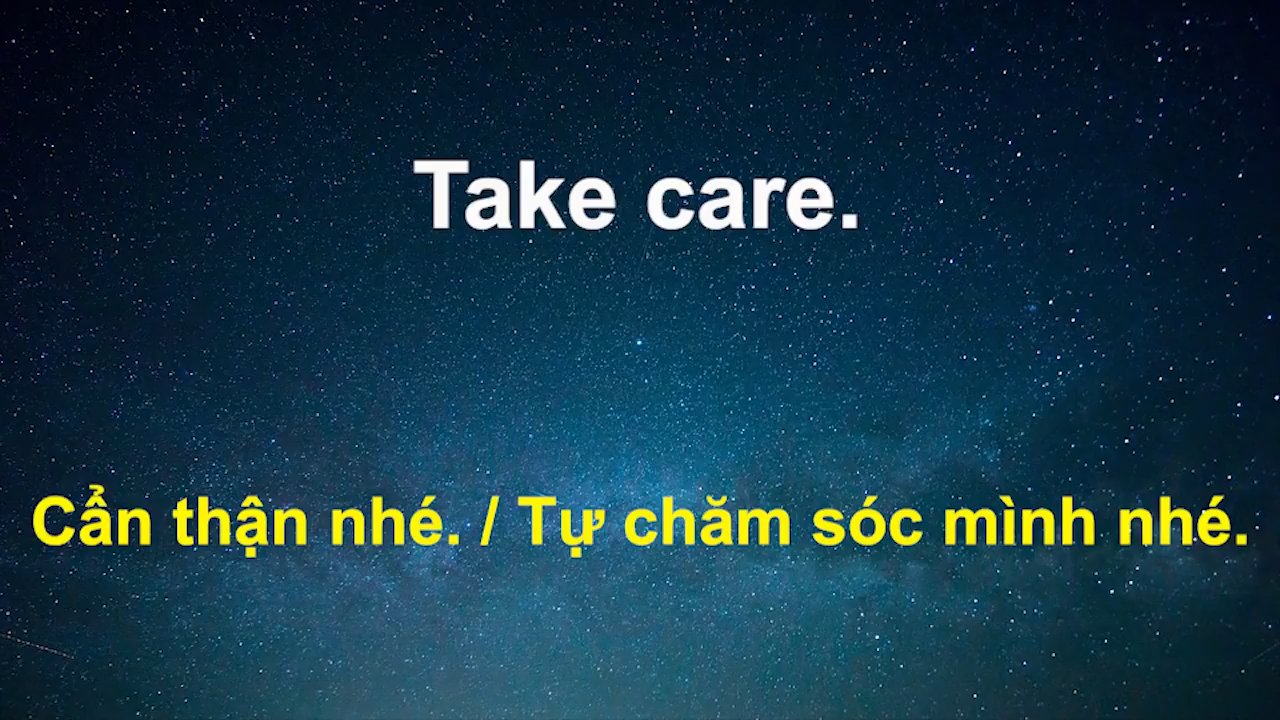 Take care.
Cẩn thận nhé. / Tự chăm sóc mình nhé.